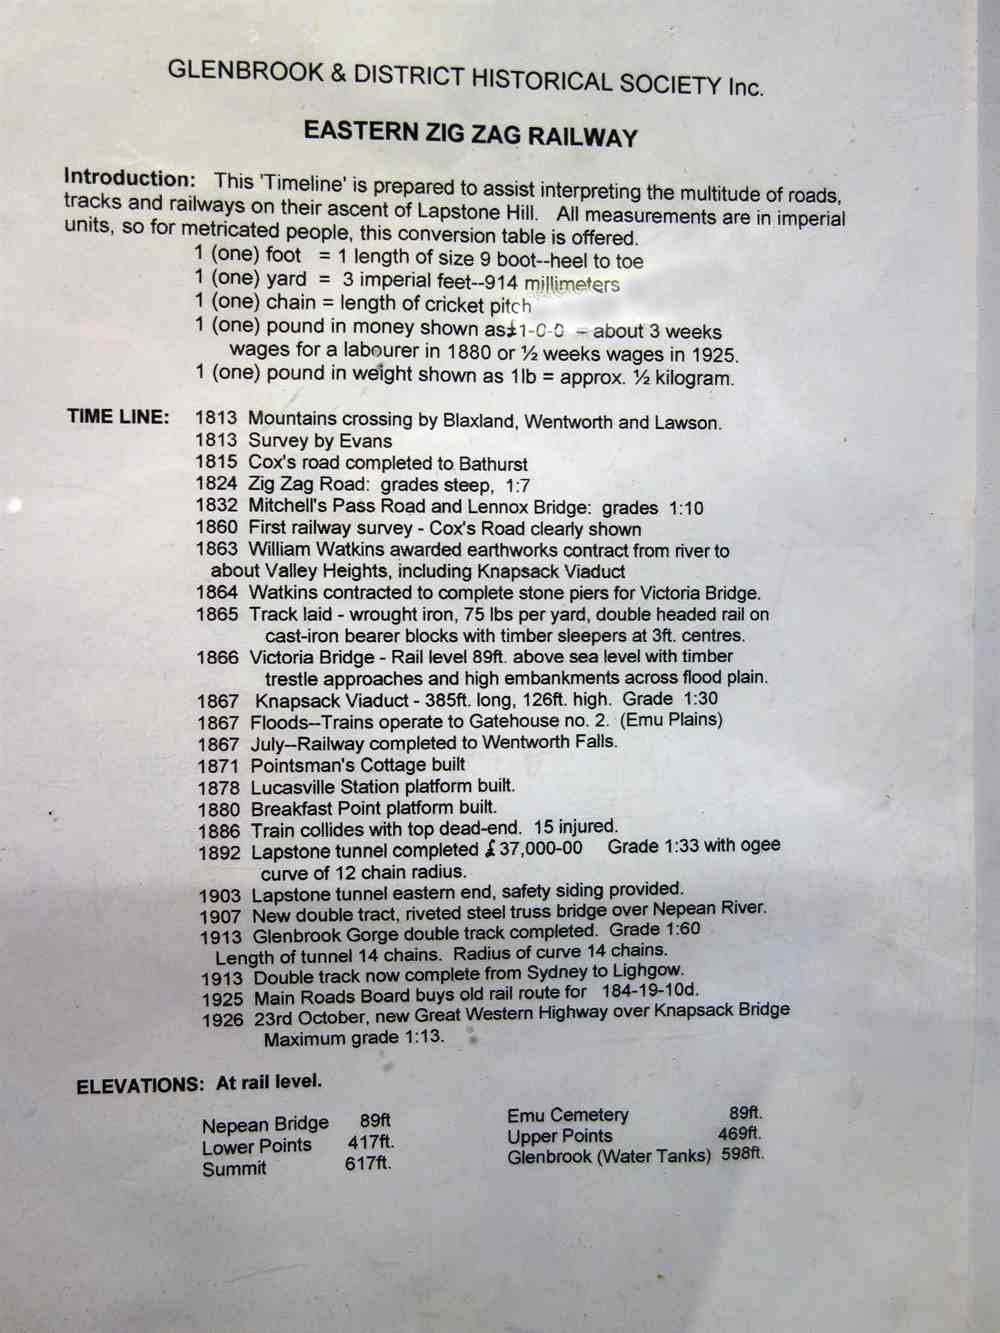 GLENBROOK & DISTRICT HISTORICAL SOCIETY Inc.
EASTERN ZIG ZAG RAILWAY
Introduction: This 'Timeline' is prepared to assist interpreting the multitude of roads,
tracks and railways on their ascent of Lapstone Hill. All measurements are in imperial
units, so for metricated people, this conversion table is offered.
1 (one) foot = 1 length of size 9 boot--heel to toe
1 (one) yard = 3 imperial feet--914 millimeters
1 (one) chain = length of cricket pitch
1 (one) pound in money shown as£1-0-0 – about 3 weeks
wages for a labourer in 1880 or ½ weeks wages in 1925.
1 (one) pound in weight shown as 1lb = approx. ½ kilogram.
TIME LINE: 1813 Mountains crossing by Blaxland, Wentworth and Lawson.
1813 Survey by Evans
1815 Cox's road completed to Bathurst
1824 Zig Zag Road: grades steep, 1:7
1832 Mitchell's Pass Road and Lennox Bridge: grades 1:10
1860 First railway survey - Cox's Road clearly shown
1863 William Watkins awarded earthworks contract from river to
about Valley Heights, including Knapsack Viaduct
1864 Watkins contracted to complete stone piers for Victoria Bridge.
1865 Track laid - wrought iron, 75 lbs per yard, double headed rail on
cast-iron bearer blocks with timber sleepers at 3ft. centres.
1866 Victoria Bridge - Rail level 89ft. above sea level with timber
trestle approaches and high embankments across flood plain.
1867 Knapsack Viaduct - 385ft. long, 126ft. high. Grade 1:30
1867 Floods--Trains operate to Gatehouse no. 2. (Emu Plains)
1867 July--Railway completed to Wentworth Falls.
1871 Pointsman's Cottage built
1878 Lucasville Station platform built.
1880 Breakfast Point platform built.
1886 Train collides with top dead-end. 15 injured.
1892 Lapstone tunnel completed £37,000-00 Grade 1:33 with ogee
curve of 12 chain radius.
1903 Lapstone tunnel eastern end, safety siding provided.
1907 New double tract, riveted steel truss bridge over Nepean River.
1913 Glenbrook Gorge double track completed. Grade 1:60
Length of tunnel 14 chains. Radius of curve 14 chains.
1913 Double track now complete from Sydney to Lighgow.
1925 Main Roads Board buys old rail route for 184-19-10d.
1926 23rd October, new Great Western Highway over Knapsack Bridge
Maximum grade 1:13.
ELEVATIONS: At rail level.
Nepean Bridge 89ft Emu Cemetery 89ft.
Lower Points 417ft. Upper Points 469ft.
Summit 617ft. Glenbrook (Water Tanks) 598ft.